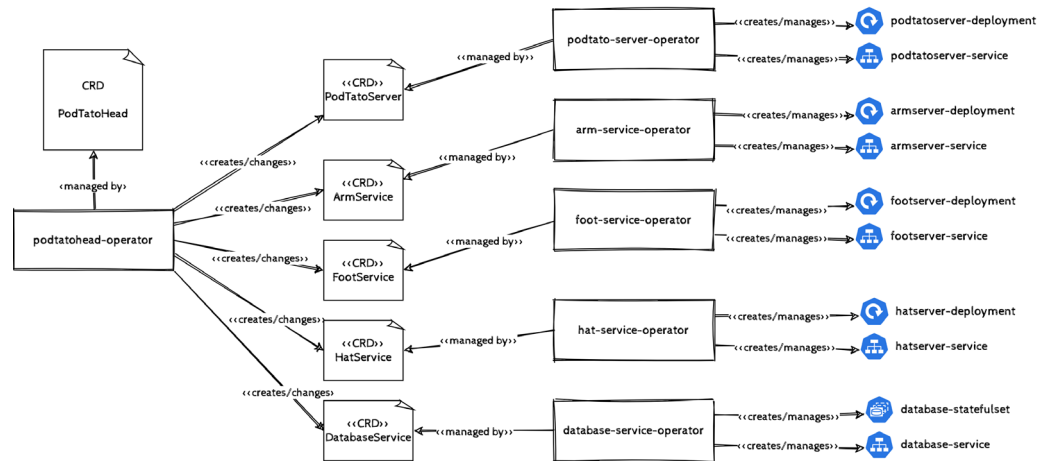 CRD
PodTatoHead
‹managed by›
podtatohead-operator
‹‹creates/changes››
‹‹creates/changes››
‹‹creates/changes››
‹‹creates/changes››
‹‹creates/changes›
‹‹CRD››
PodTatoServer
‹‹CRD››
ArmService
‹‹CRD››
FootService
‹‹CRD››
HatService
‹‹CRD››
DatabaseService
‹‹managed by››
‹‹managed by››
‹‹managed by››
‹‹managed by››
‹‹managed by››
podtato-server-operator
arm-service-operator
foot-service-operator
hat-service-operator
database-service-operator
‹‹creates/manages››
podtatoserver-deployment
‹‹creates/manages››
podtatoserver-service
‹‹creates/manages››
armserver-deployment
‹‹creates/manages››
armserver-service
‹‹creates/manages››
footserver-deployment
‹‹creates/manages››
footserver-service
‹‹creates/manages››
hatserver-deployment
‹‹creates/manages››
hatserver-service
‹‹creates/manages››
database-statefulset
‹‹creates/manages››
database-service